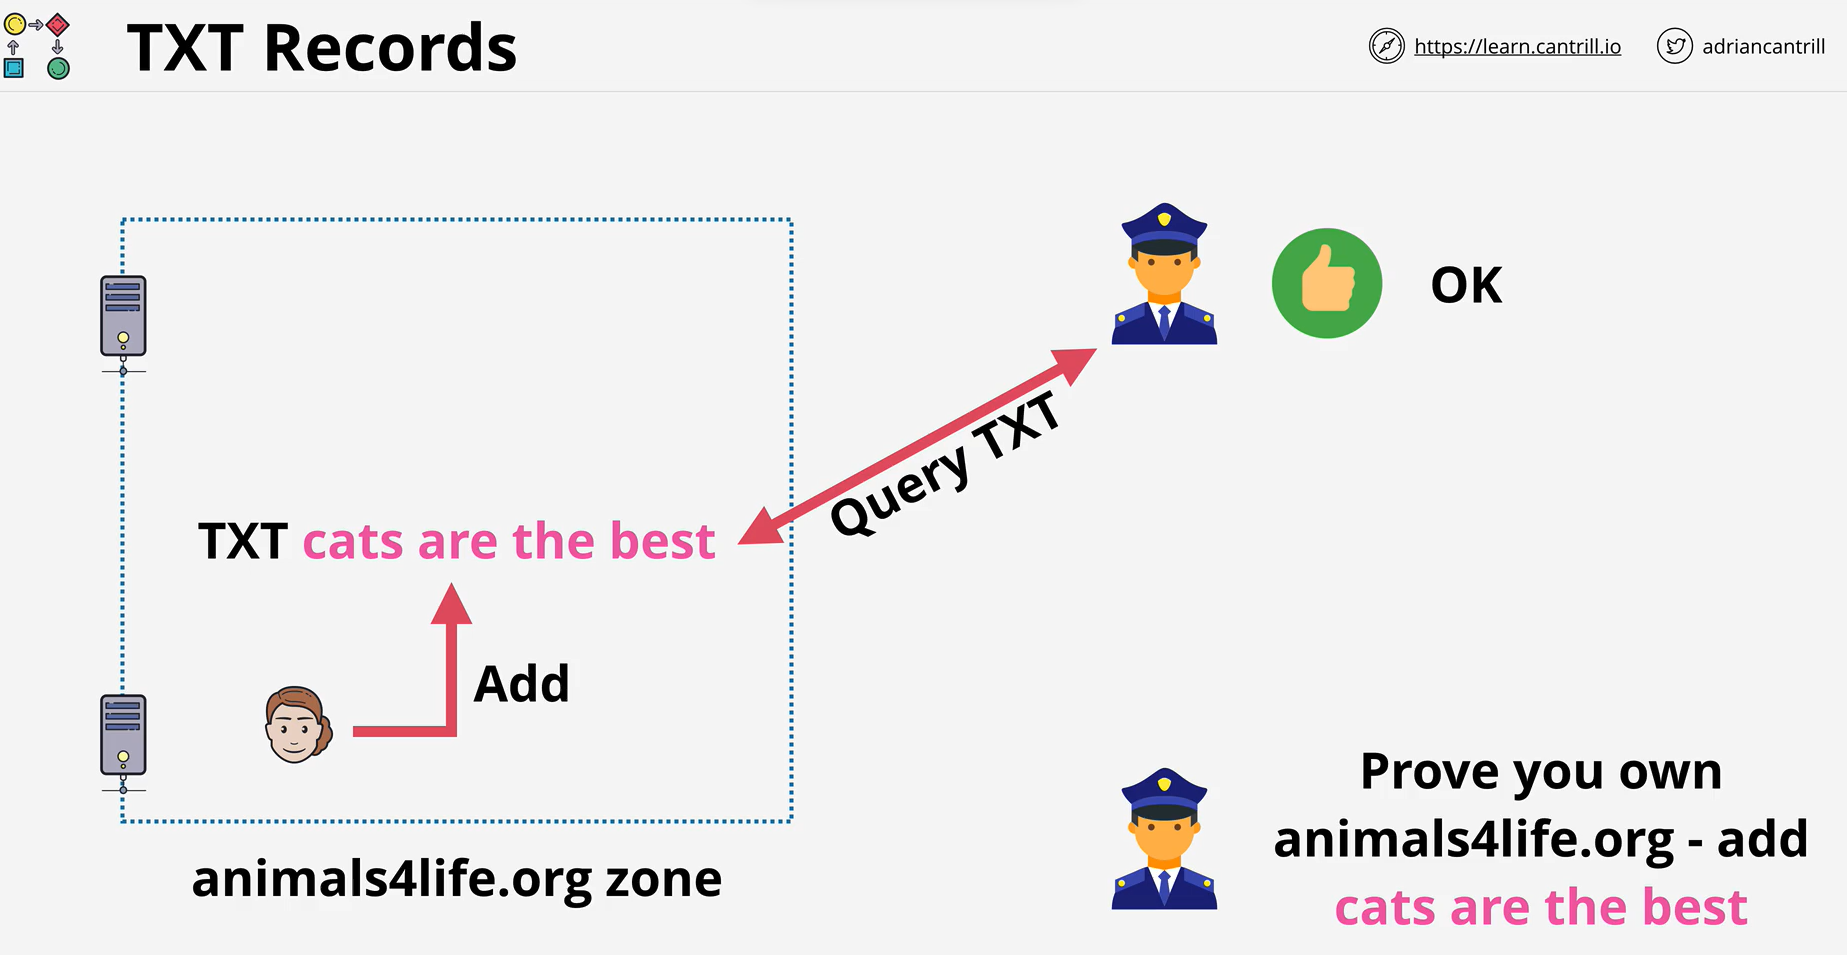 TXT Records
https://learn.cantrill.io
adriancantrill
OK
Query TXT
TXT cats are the best
Add
animals4life.org zone
Prove you own
animals4life.org - add
cats are the best